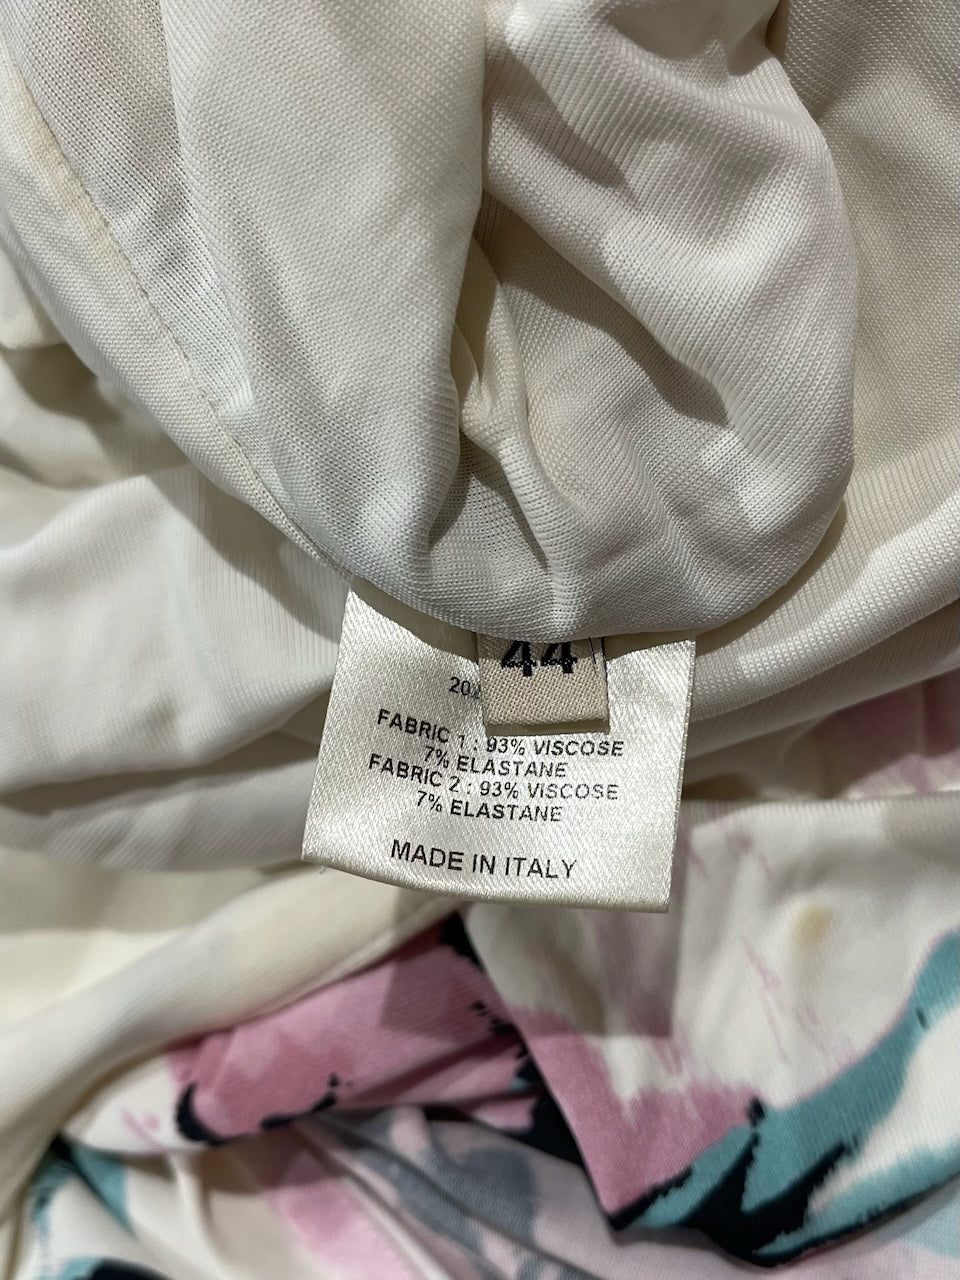 44
FABRIC 1 : 93% VISCOSE
7% ELASTANE
FABRIC 2 : 93% VISCOSE
7% ELASTANE
MADE IN ITALY